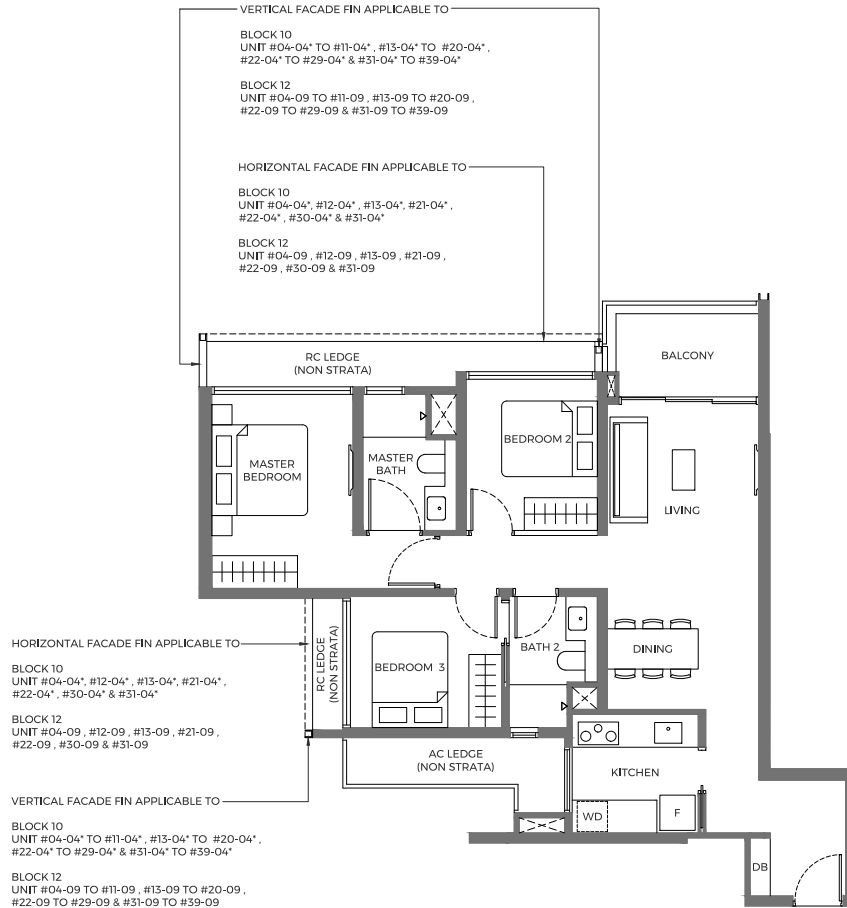 VERTICAL FACADE FIN APPLICABLE TO
BLOCK 10
UNIT #04-04* TO #11-04* , #13-04* TO #20-04* ,
#22-04* TO #29-04* & #31-04* TO #39-04*
BLOCK 12
UNIT #04-09 TO #11-09 , #13-09 TO #20-09 ,
#22-09 TO #29-09 & #31-09 TO #39-09
HORIZONTAL FACADE FIN APPLICABLE TO
BLOCK 10
UNIT #04-04*, #12-04* , #13-04*, #21-04* ,
#22-04* , #30-04* & #31-04*
BLOCK 12
UNIT #04-09 , #12-09 , #13-09 , #21-09 ,
#22-09 , #30-09 & #31-09
RC LEDGE
(NON STRATA)
BALCONY
MASTER
BEDROOM
MASTER
BATH
BEDROOM 2
LIVING
HORIZONTAL FACADE FIN APPLICABLE TO
BLOCK 10
UNIT #04-04*, #12-04* , #13-04*, #21-04* ,
#22-04* , #30-04* & #31-04*
BLOCK 12
UNIT #04-09 , #12-09 , #13-09 , #21-09 ,
#22-09 , #30-09 & #31-09
RC LEDGE
(NON STRATA)
BEDROOM 3
BATH 2
DINING
AC LEDGE
(NON STRATA)
KITCHEN
WD
F
DB
VERTICAL FACADE FIN APPLICABLE TO
BLOCK 10
UNIT #04-04* TO #11-04* , #13-04* TO #20-04* ,
#22-04* TO #29-04* & #31-04* TO #39-04*
BLOCK 12
UNIT #04-09 TO #11-09 , #13-09 TO #20-09 ,
#22-09 TO #29-09 & #31-09 TO #39-09